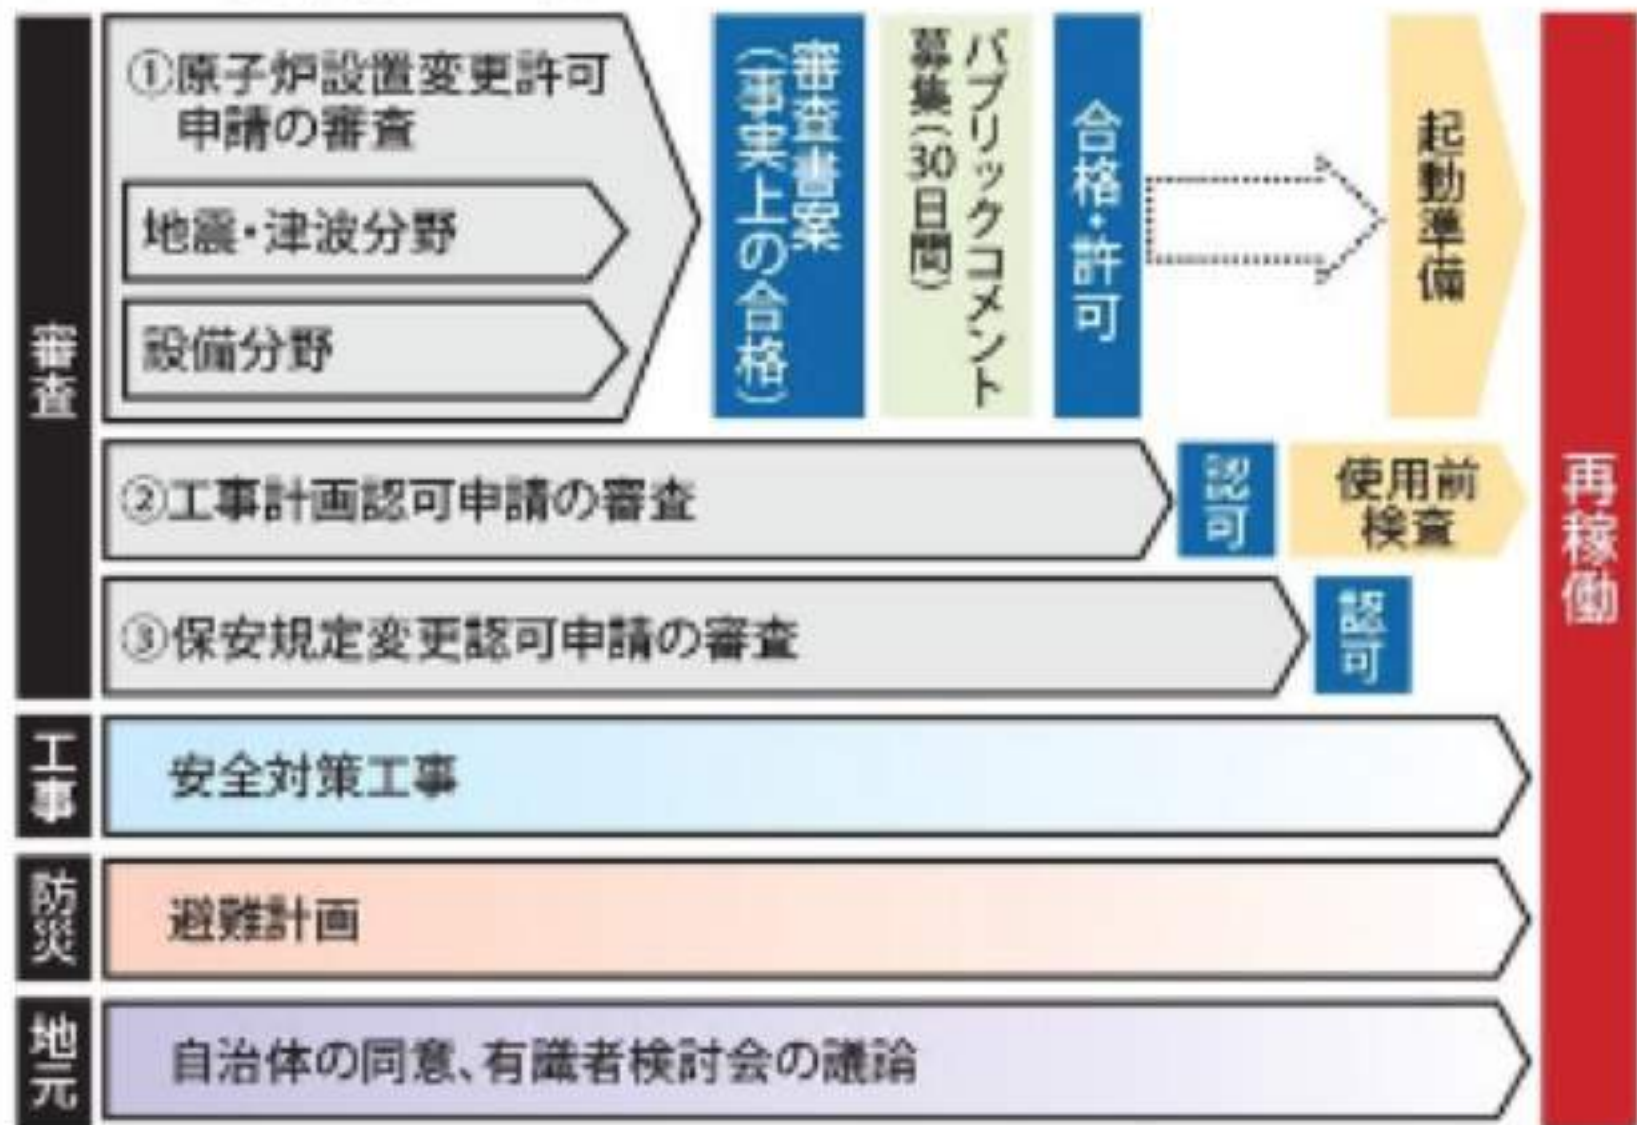 審査
①原子炉設置変更許可
申請の審査
地震・津波分野
設備分野
審査書案
(事実上の合格)
パブリックコメント
募集(30日間)
合格・許可
起動準備
②工事計画認可申請の審査
認可
使用前
検査
③保安規定変更認可申請の審査
認可
工事
安全対策工事
防災
避難計画
地元
自治体の同意、有識者検討会の議論
再稼働